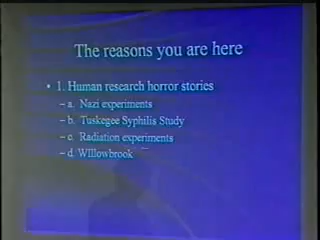 The reasons you are here
• 1. Human research horror stories
– a. Nazi experiments
– b. Tuskegee Syphilis Study
– c. Radiation experiments
– d. WIllowbrook